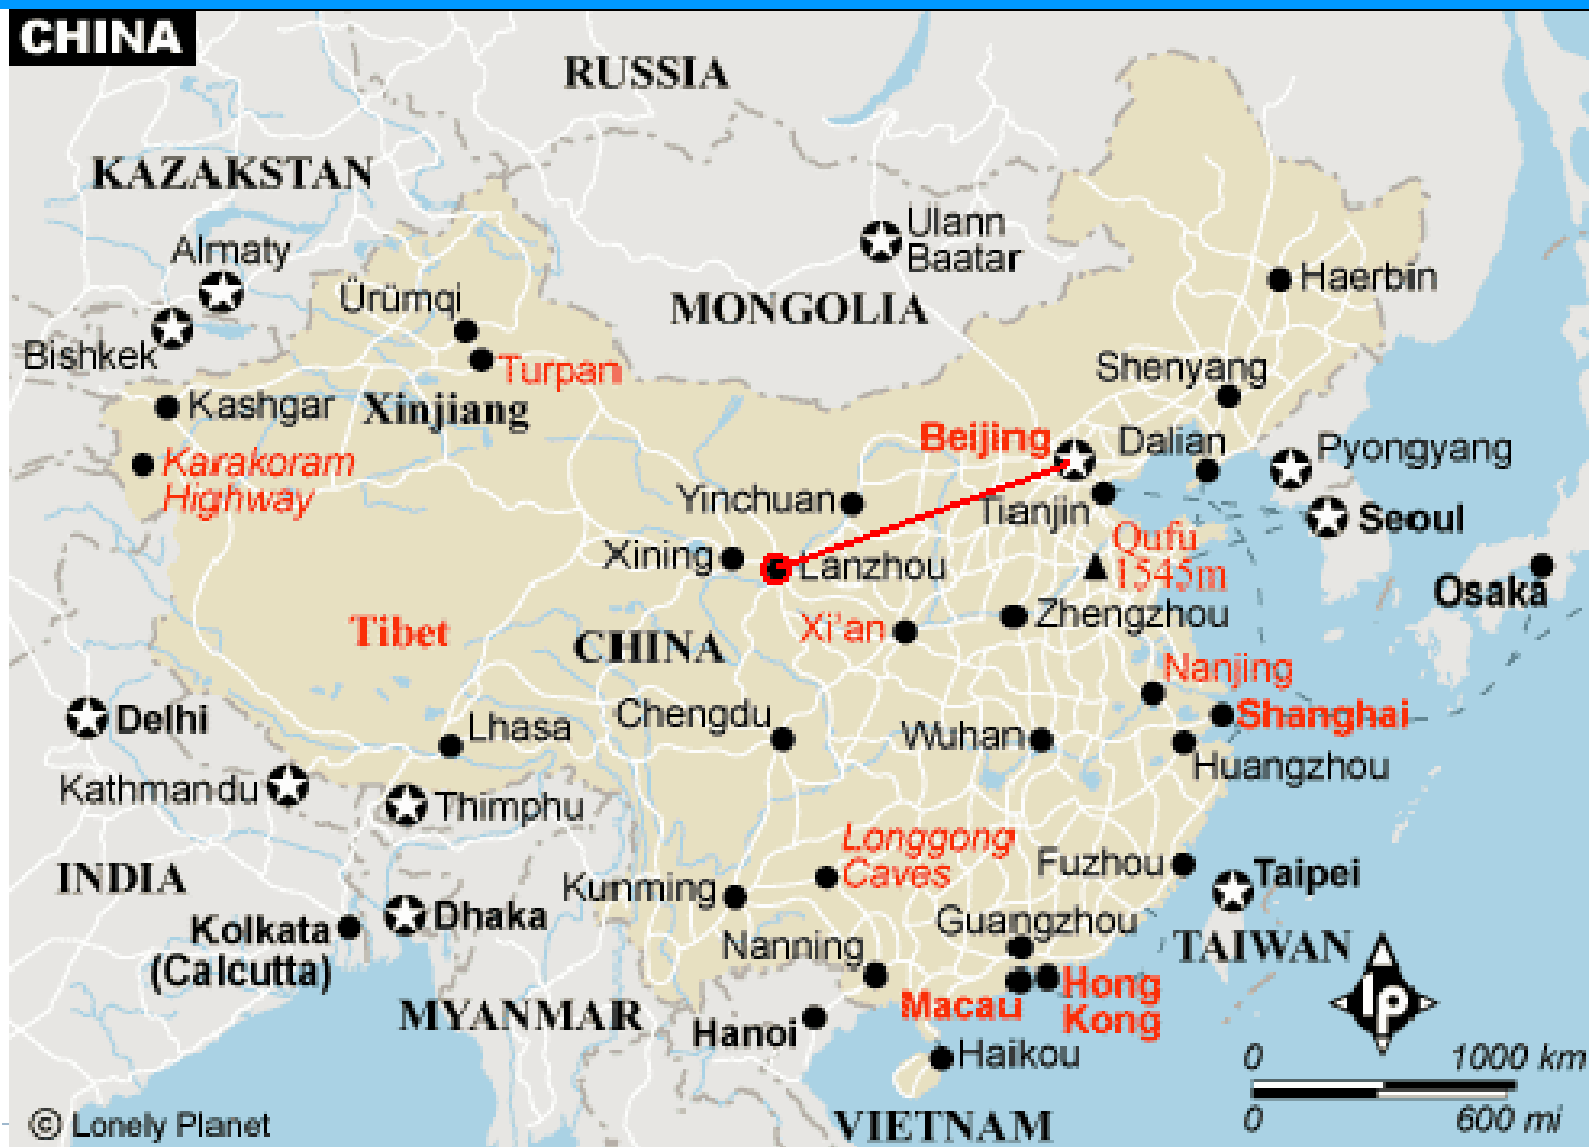 CHINA
RUSSIA
KAZAKSTAN
Ulann
Baatar
Almaty
Haerbin
Ürümqi
MONGOLIA
Bishkek
Turpan
Shenyang
Kashgar
Xinjiang
Beijing
Dalian
Pyongyang
Karakoram
Highway
Yinchuan
Tianjin
Seoul
Qufu
1545m
Xining
Lanzhou
Osaka
Zhengzhou
Tibet
Xi'an
CHINA
Nanjing
Delhi
Lhasa
Chengdu
Wuhan
Shanghai
Huangzhou
Kathmandu
Thimphu
Longgong
Caves
Fuzhou
INDIA
Kunming
Taipei
Kolkata
(Calcutta)
Dhaka
Guangzhou
Nanning
TAIWAN
Macau
Hong
Kong
lp
MYANMAR
Hanoi
Haikou
0 1000 km
0 600 mi
© Lonely Planet
VIETNAM